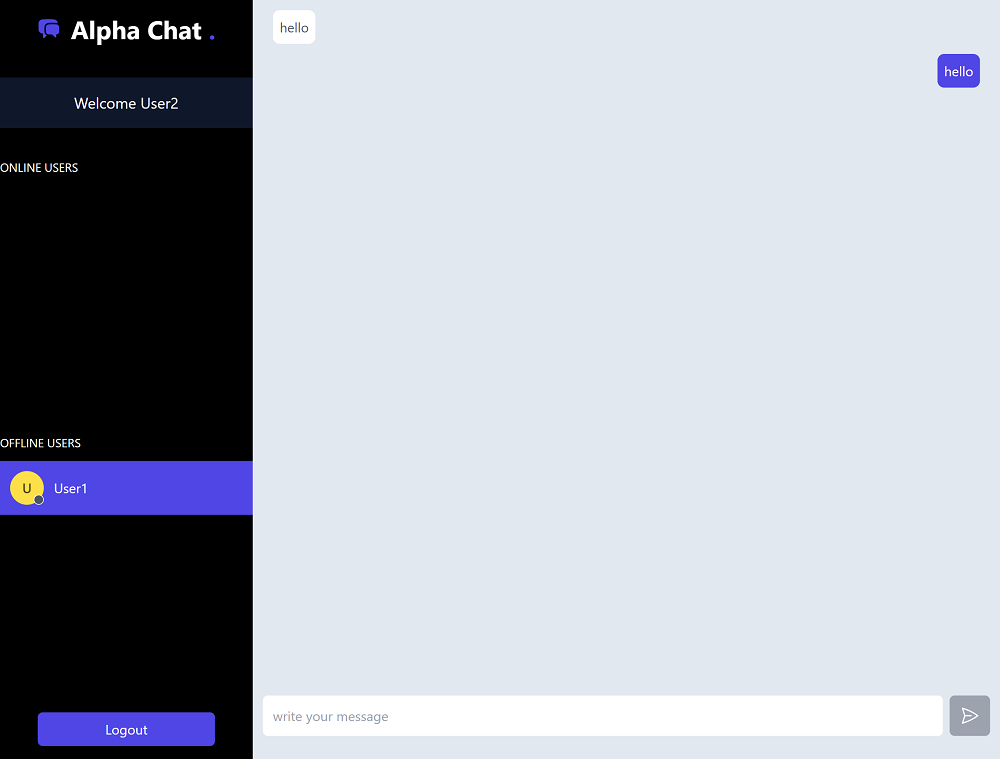 Alpha Chat .
Welcome User2
ONLINE USERS
OFFLINE USERS
U
User1
Logout
hello
hello
write your message